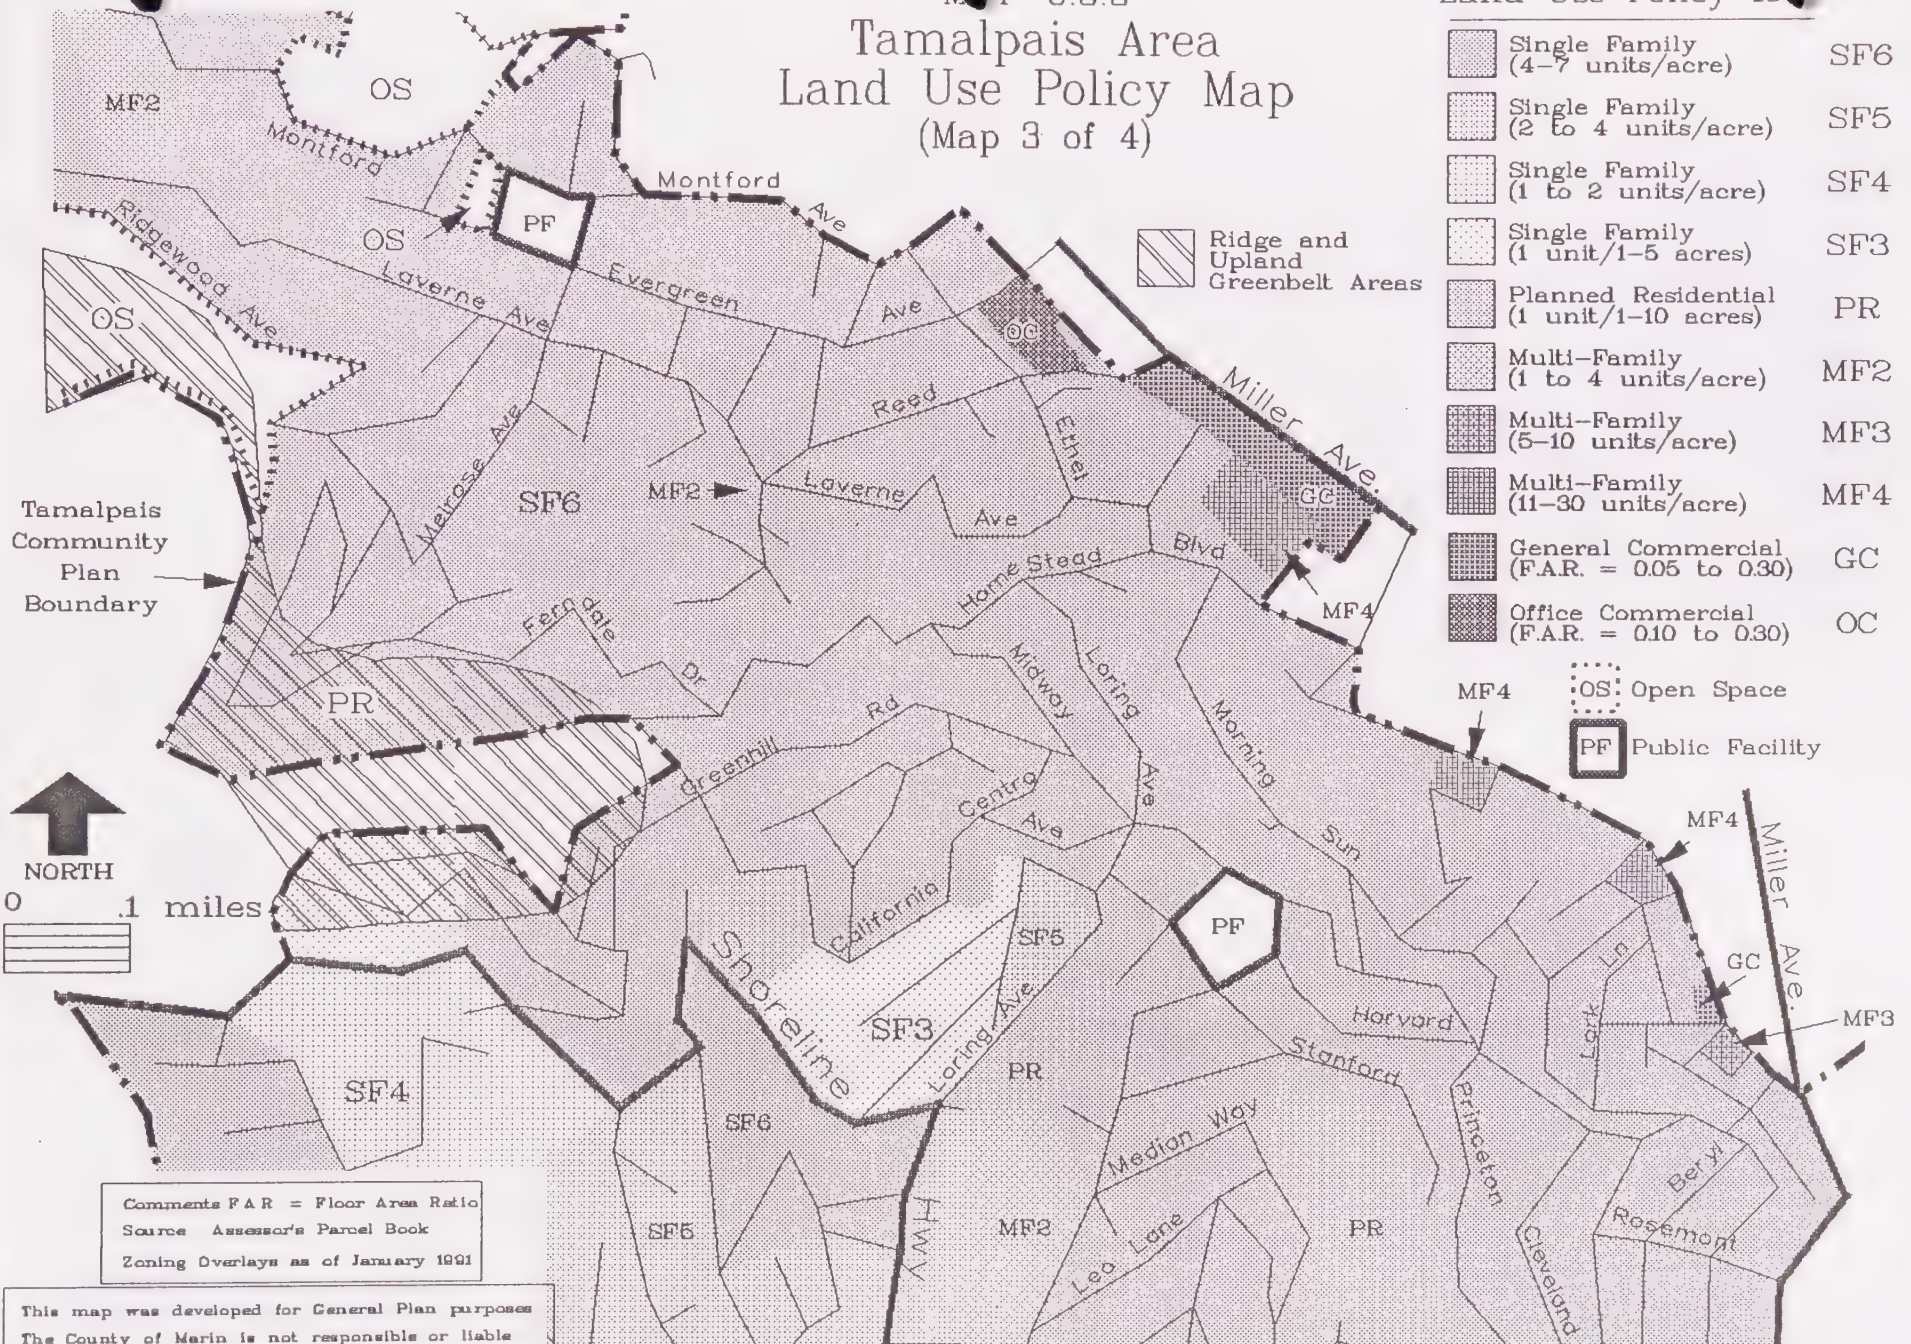 Tamalpais Area
Land Use Policy Map
(Map 3 of 4)
Land Use Policy
Single Family
(4-7 units/acre)
SF6
Single Family
(2 to 4 units/acre)
SF5
Single Family
(1 to 2 units/acre)
SF4
Single Family
(1 unit/1-5 acres)
SF3
Planned Residential
(1 unit/1-10 acres)
PR
Multi-Family
(1 to 4 units/acre)
MF2
Multi-Family
(5-10 units/acre)
MF3
Multi-Family
(11-30 units/acre)
MF4
General Commercial
(F.A.R. = 0.05 to 0.30)
GC
Office Commercial
(F.A.R. = 0.10 to 0.30)
OC
OS Open Space
PF Public Facility
Ridge and
Upland
Greenbelt Areas
MF2
OS
Montford
Montford
Ave
PF
OS
Ridgewood Ave
Laverne Ave
Evergreen
Ave
OS
OC
Miller Ave.
Reed
Ethel
Melrose Ave
SF6
MF2
Laverne
Ave
GC
Tamalpais
Community
Plan
Boundary
Home Stead
Blvd
MF4
Ferndale
Dr
Midway
Loring
Ave
PR
Rd
Greenhill
Morning
Sun
MF4
Centro
Ave
MF4
Miller Ave.
NORTH
0 .1 miles
California
SF5
PF
Ln
Lark
GC
MF3
Shoreline
SF3
Loring Ave
Harvard
Stanford
PR
SF4
SF6
Princeton
Median Way
Beryl
Rosemont
SF5
HWY
MF2
Leo Lane
PR
Cleveland
Comments F A R = Floor Area Ratio
Source Assessor's Parcel Book
Zoning Overlays as of January 1991
This map was developed for General Plan purposes
The County of Marin is not responsible or liable